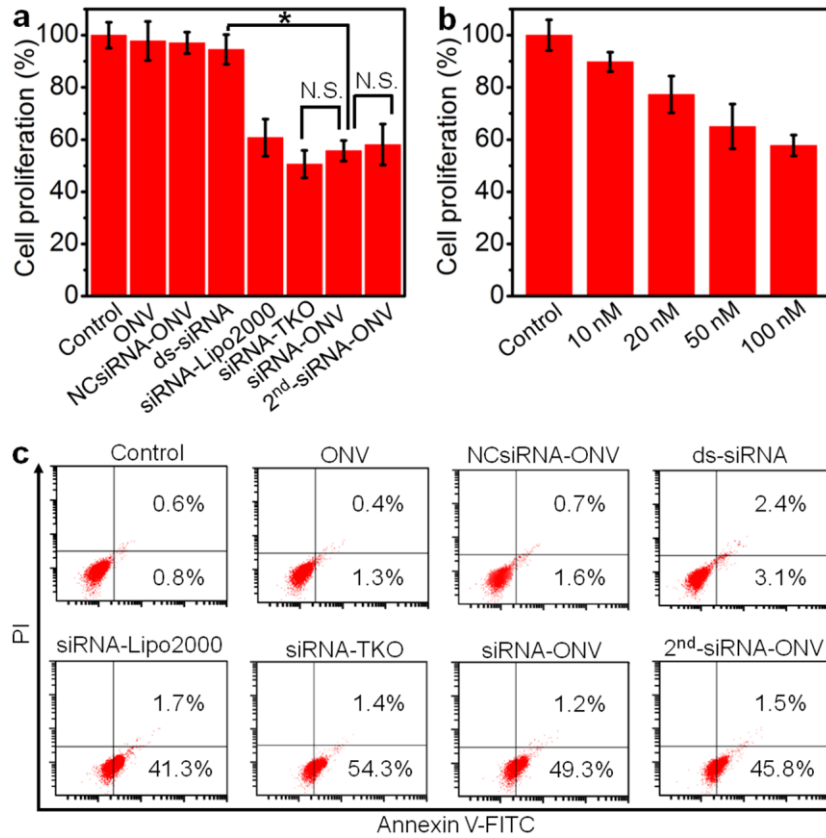 a
Cell proliferation (%)
100
80
60
40
20
0
*
N.S.
N.S.
Control
ONV
NCsiRNA-ONV
ds-siRNA
siRNA-Lipo2000
siRNA-TKO
siRNA-ONV
2nd-siRNA-ONV
b
Cell proliferation (%)
100
80
60
40
20
0
Control
10 nM
20 nM
50 nM
100 nM
c
Control
0.6%
0.8%
ONV
0.4%
1.3%
NCsiRNA-ONV
0.7%
1.6%
ds-siRNA
2.4%
3.1%
PI
siRNA-Lipo2000
1.7%
41.3%
siRNA-TKO
1.4%
54.3%
siRNA-ONV
1.2%
49.3%
2nd-siRNA-ONV
1.5%
45.8%
Annexin V-FITC